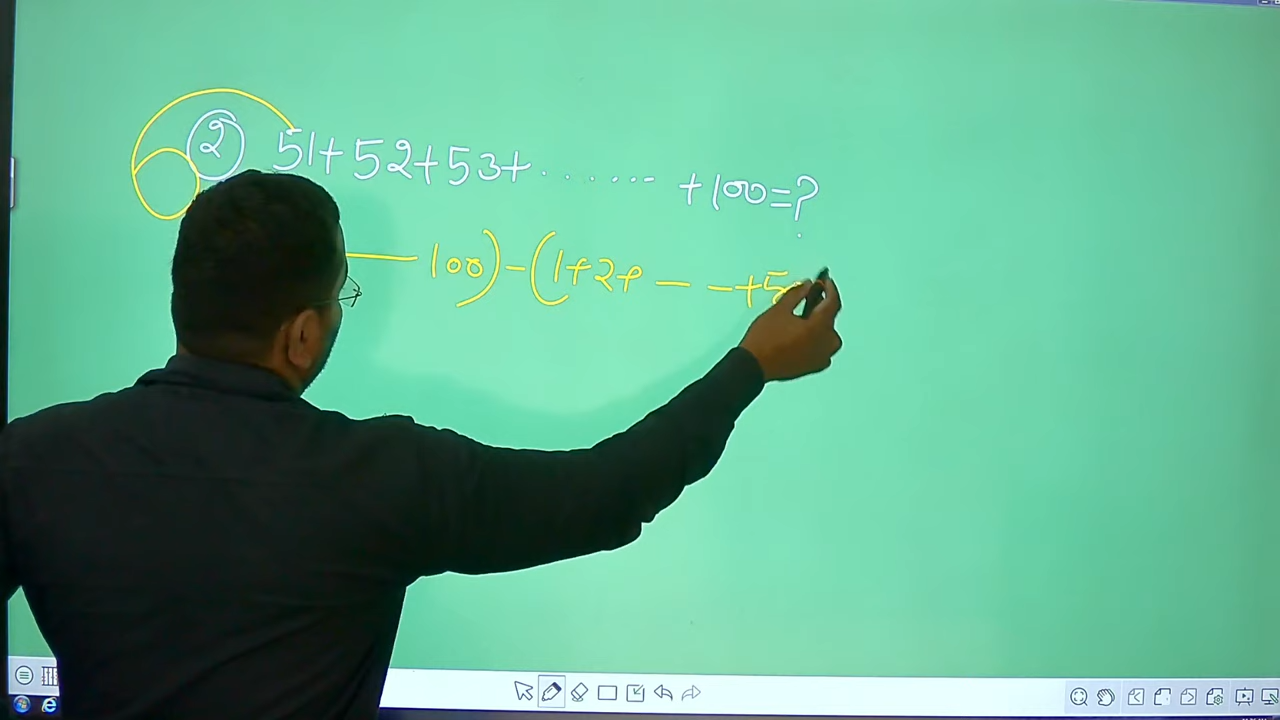 2 51+52+53+....... +100=?
100)-(1+2+ — —+5